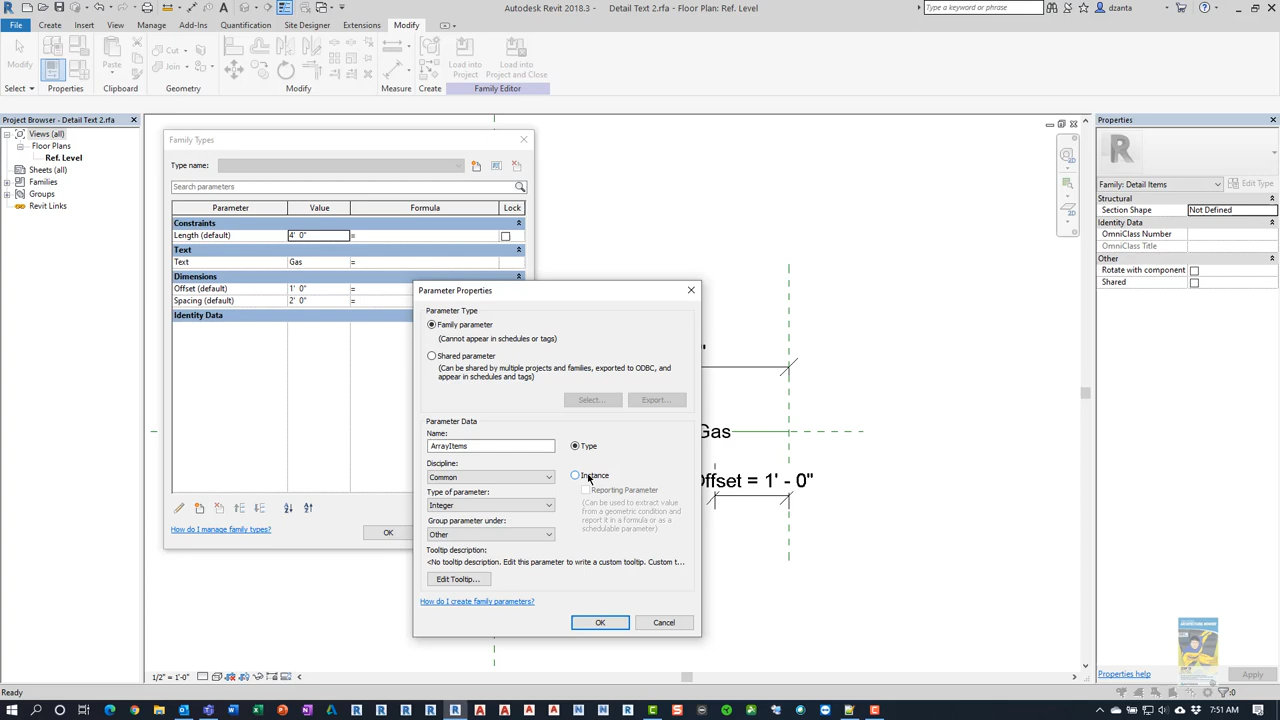 Autodesk Revit 2018.3 - Detail Text 2.rfa - Floor Plan: Ref. Level
Type a keyword or phrase
dzanta
File Create Insert View Manage Add-Ins Annotation Quantification Site Designer Extensions Modify
Modify
Paste
Cut
Join
Load into
Project
Load into
Project and Close
Select Properties Clipboard Geometry Modify Measure Create Family Editor
Project Browser - Detail Text 2.rfa
Views (all)
Floor Plans
Ref. Level
Sheets (all)
Families
Groups
Revit Links
Family Types
Type name:
Search parameters
Parameter Value Formula Lock
Constraints
Length (default) 4' 0" =
Text
Text Gas =
Dimensions
Offset (default) 1' 0" =
Spacing (default) 2' 0" =
Identity Data
How do I manage family types?
OK
Parameter Properties
Parameter Type
Family parameter
(Cannot appear in schedules or tags)
Shared parameter
(Can be shared by multiple projects and families, exported to ODBC, and
appear in schedules and tags)
Select... Export...
Parameter Data
Name:
ArrayItems
Type
Discipline:
Common
Instance
Reporting Parameter
(Can be used to extract value
from a geometric condition and
report it in a formula or as a
schedulable parameter)
Type of parameter:
Integer
Group parameter under:
Other
Tooltip description:
<No tooltip description. Edit this parameter to write a custom tooltip. Custom t...
Edit Tooltip...
How do I create family parameters?
OK Cancel
Gas
Offset = 1' - 0"
Properties
Family: Detail Items
Edit Type
Structural
Section Shape Not Defined
Identity Data
OmniClass Number
OmniClass Title
Other
Rotate with component
Shared
Properties help
Apply
1/2" = 1'-0"
Ready
:0
7:51 AM